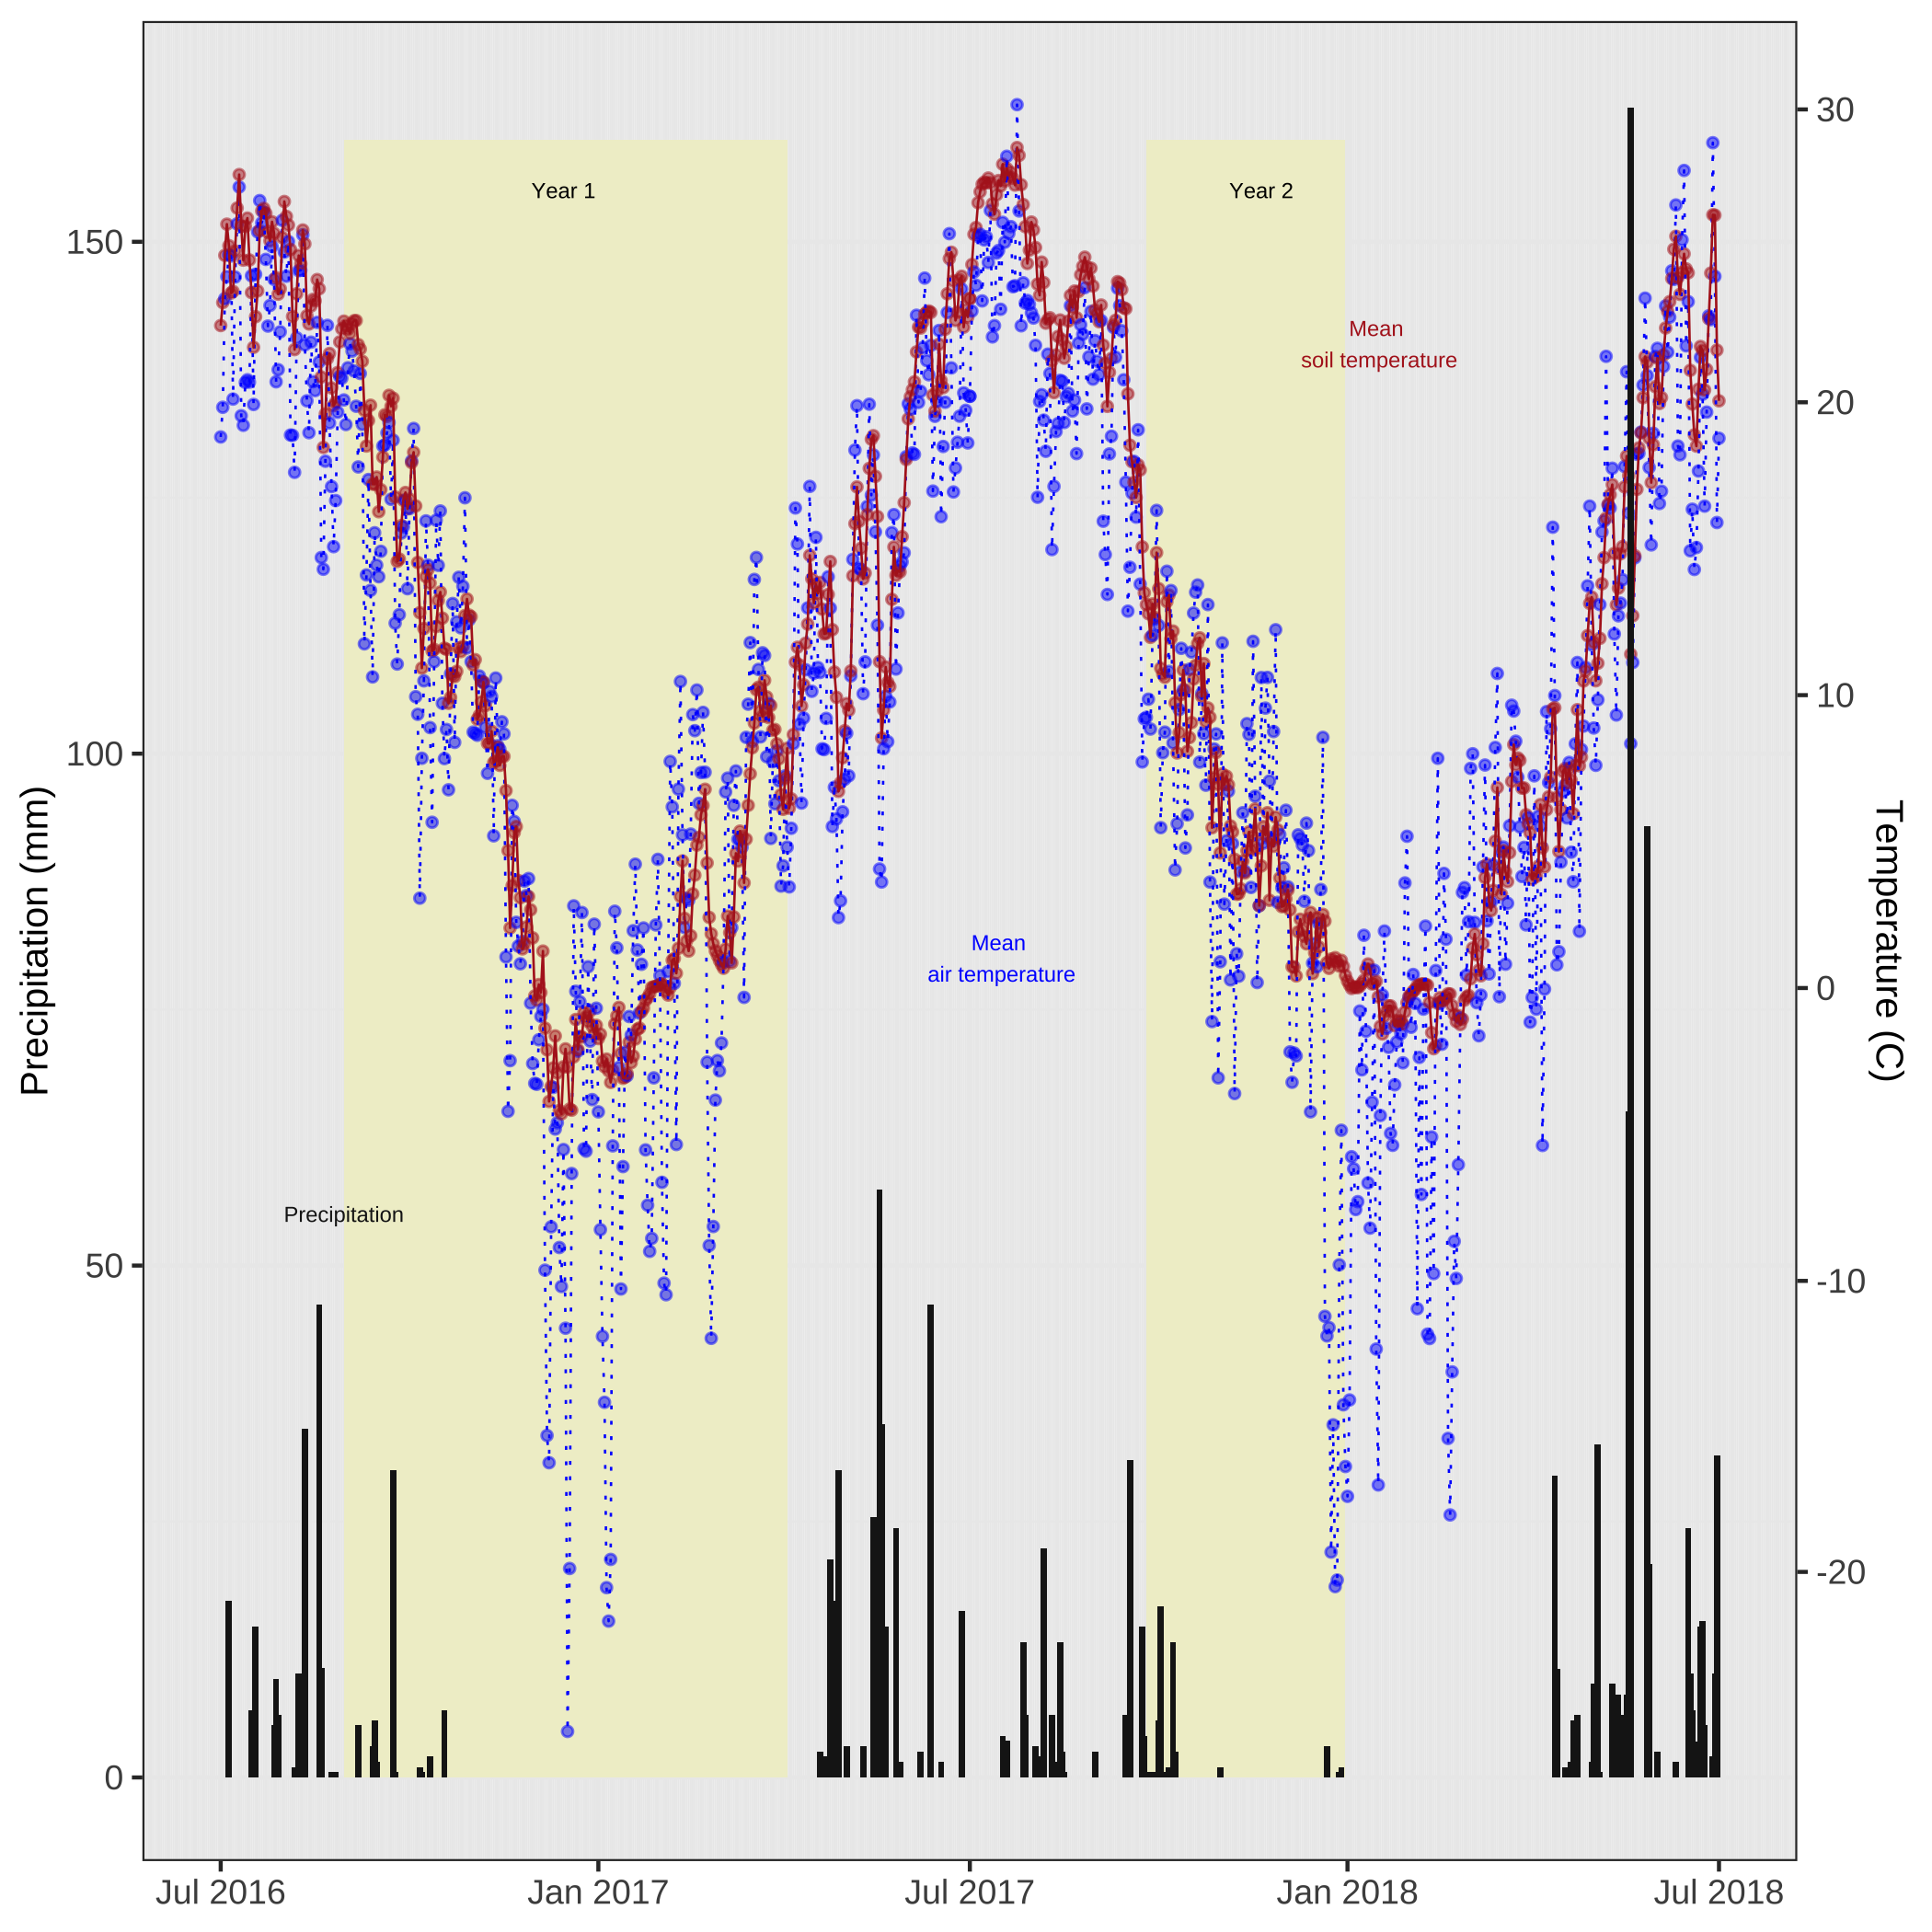 Year 1
Year 2
Mean
soil temperature
Mean
air temperature
Precipitation
Precipitation (mm)
150
100
50
0
Temperature (C)
30
20
10
0
-10
-20
Jul 2016
Jan 2017
Jul 2017
Jan 2018
Jul 2018